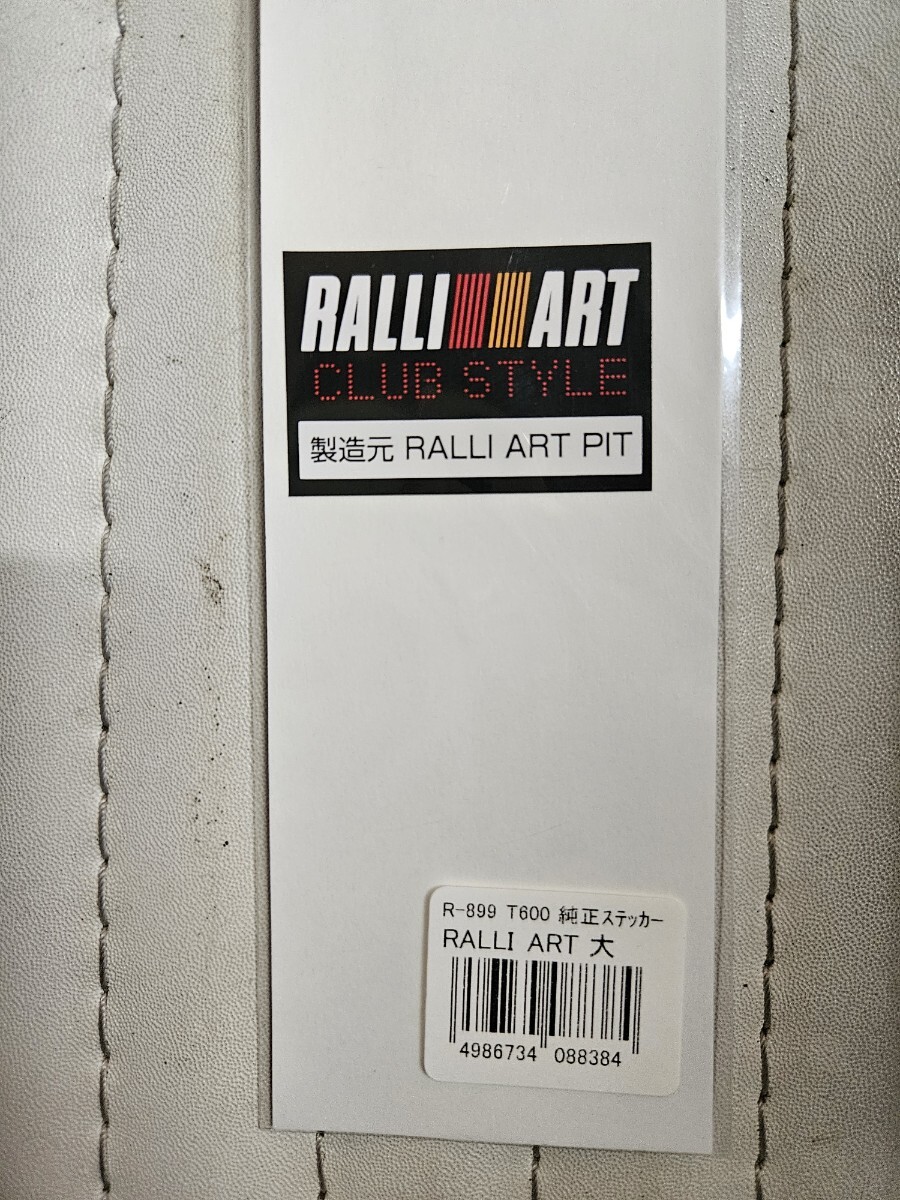 RALLI ART
CLUB STYLE
製造元 RALLI ART PIT
R-899 T600 純正ステッカー
RALLI ART 大
4986734 088384